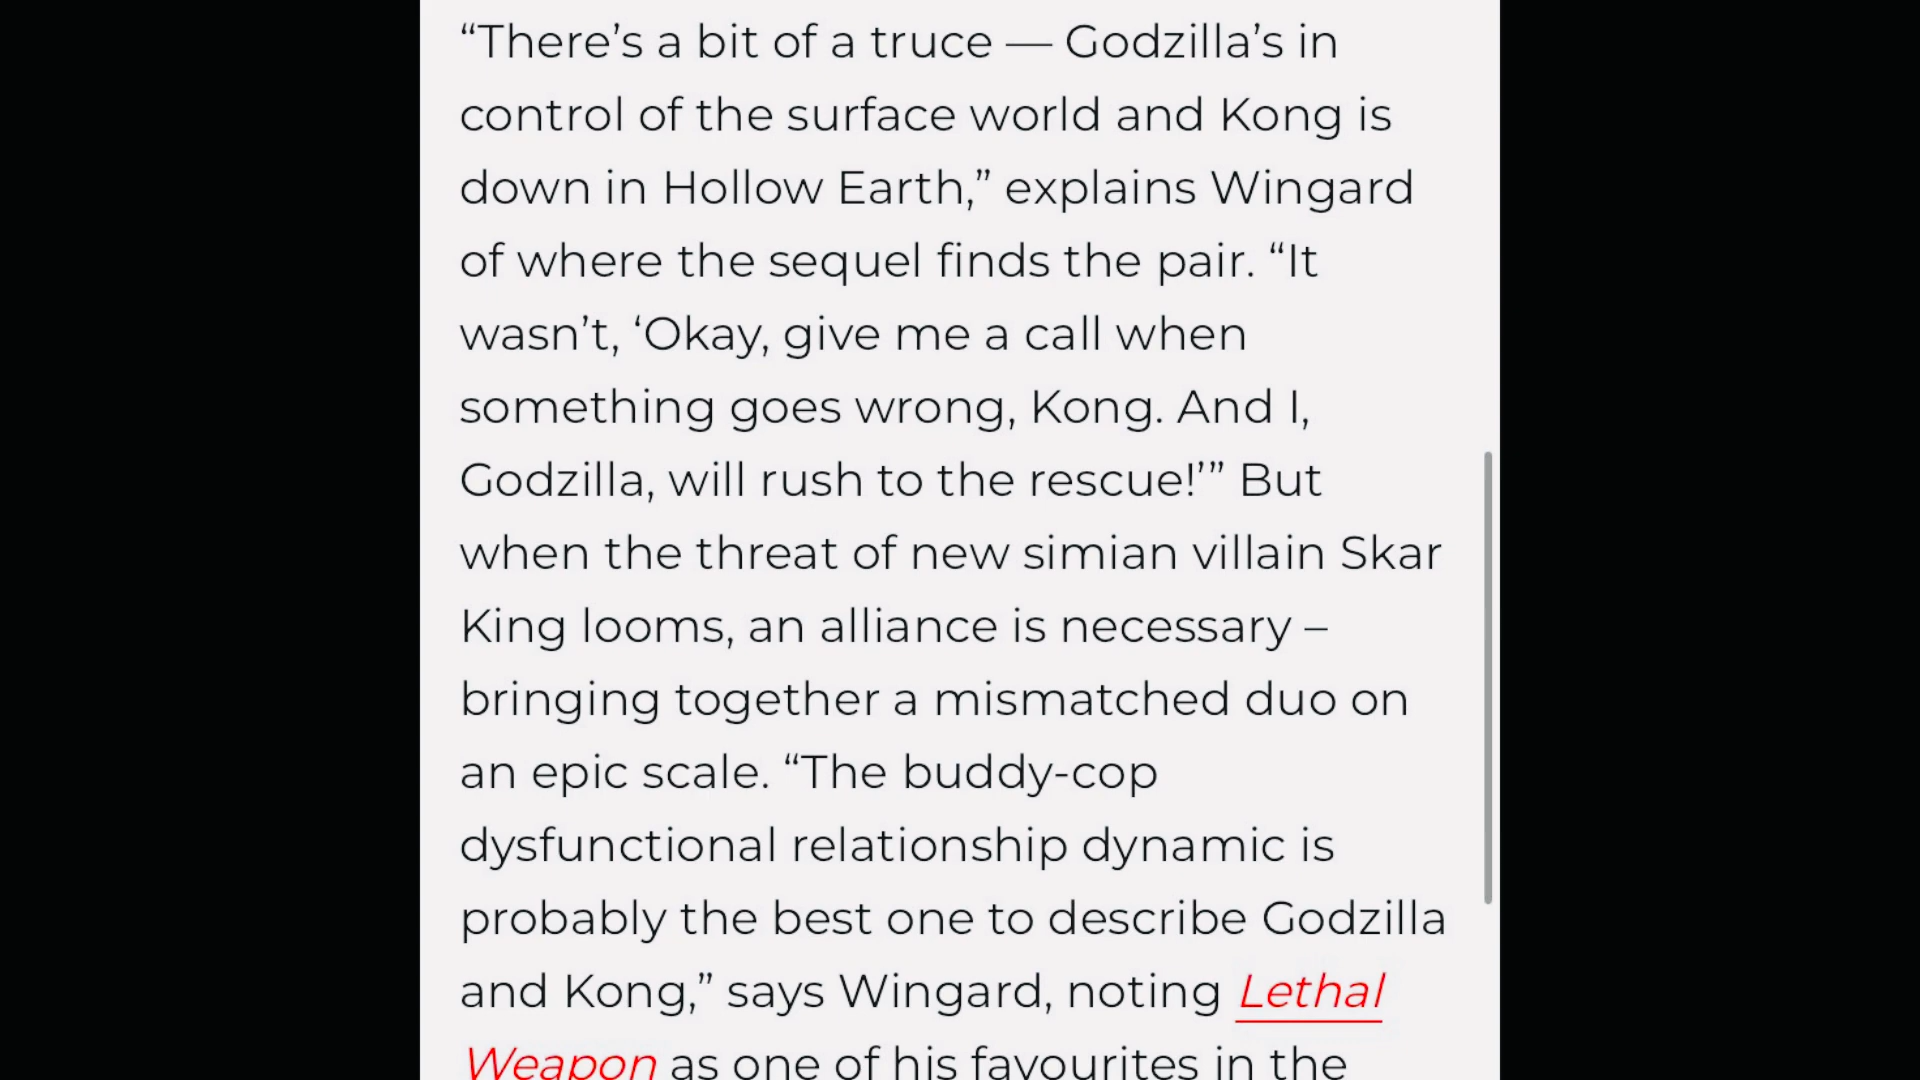 “There’s a bit of a truce — Godzilla’s in
control of the surface world and Kong is
down in Hollow Earth,” explains Wingard
of where the sequel finds the pair. “It
wasn’t, ‘Okay, give me a call when
something goes wrong, Kong. And I,
Godzilla, will rush to the rescue!’” But
when the threat of new simian villain Skar
King looms, an alliance is necessary –
bringing together a mismatched duo on
an epic scale. “The buddy-cop
dysfunctional relationship dynamic is
probably the best one to describe Godzilla
and Kong,” says Wingard, noting Lethal
Weapon as one of his favourites in the